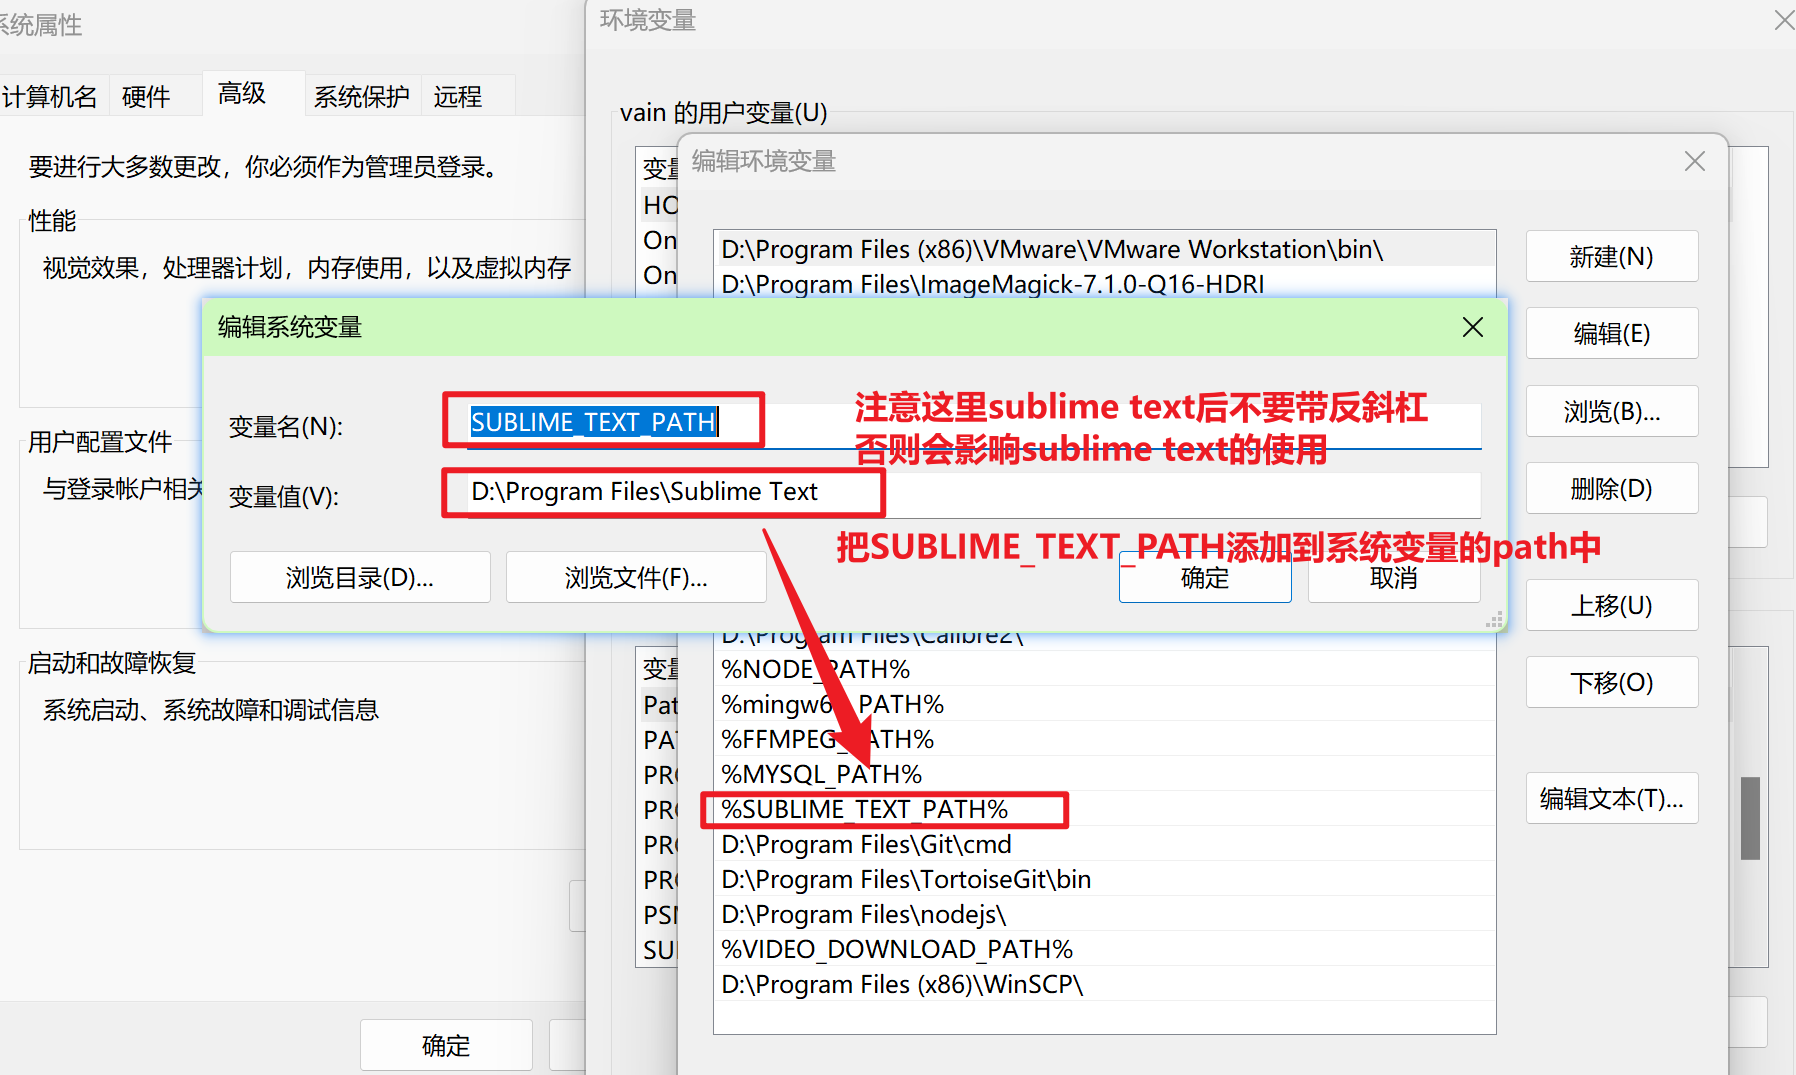 系统属性
环境变量
计算机名
硬件
高级
系统保护
远程
要进行大多数更改，你必须作为管理员登录。
性能
视觉效果，处理器计划，内存使用，以及虚拟内存
用户配置文件
与登录帐户相关
启动和故障恢复
系统启动、系统故障和调试信息
确定
vain 的用户变量(U)
变量
HO
On
On
编辑环境变量
D:\Program Files (x86)\VMware\VMware Workstation\bin\
D:\Program Files\ImageMagick-7.1.0-Q16-HDRI
新建(N)
编辑(E)
浏览(B)...
删除(D)
上移(U)
下移(O)
编辑文本(T)...
编辑系统变量
变量名(N):
SUBLIME_TEXT_PATH
注意这里sublime text后不要带反斜杠
否则会影响sublime text的使用
变量值(V):
D:\Program Files\Sublime Text
把SUBLIME_TEXT_PATH添加到系统变量的path中
浏览目录(D)...
浏览文件(F)...
确定
取消
D:\Program Files\Calibre2\
%NODE_PATH%
%mingw6 PATH%
%FFMPEG_PATH%
%MYSQL_PATH%
%SUBLIME_TEXT_PATH%
D:\Program Files\Git\cmd
D:\Program Files\TortoiseGit\bin
D:\Program Files\nodejs\
%VIDEO_DOWNLOAD_PATH%
D:\Program Files (x86)\WinSCP\
变量
Pat
PAT
PRO
PRO
PRO
PRO
PSM
SUI